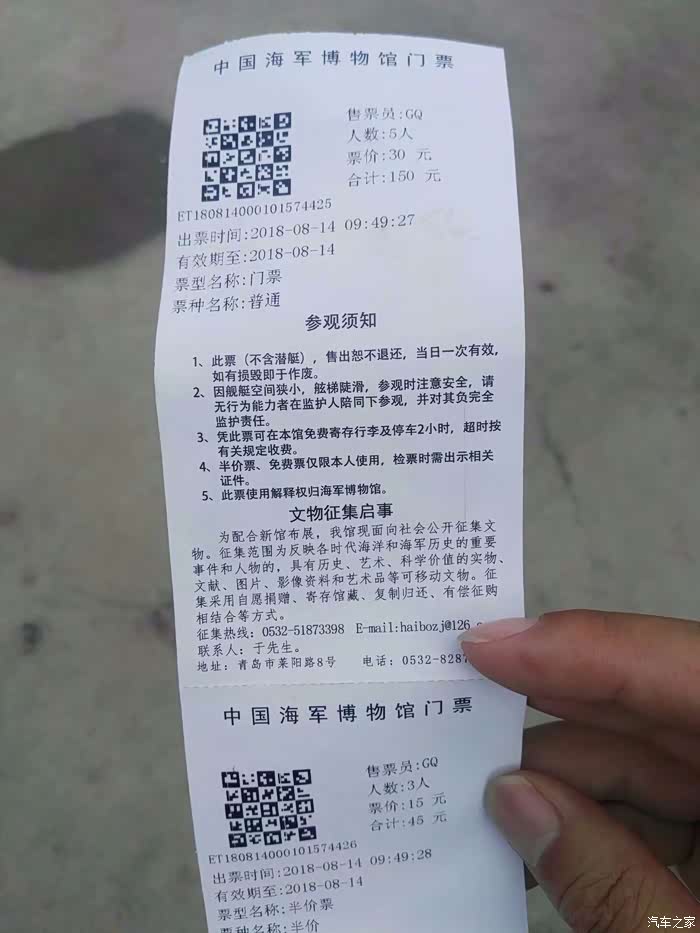 中国海军博物馆门票
售票员:GQ
人数:5人
票价:30 元
合计:150 元
ET180814000101574425
出票时间:2018-08-14 09:49:27
有效期至:2018-08-14
票型名称:门票
票种名称:普通
参观须知
1、此票（不含潜艇），售出恕不退还，当日一次有效，
如有损毁即于作废。
2、因舰艇空间狭小，舷梯陡滑，参观时注意安全，请
无行为能力者在监护人陪同下参观，并对其负完全
监护责任。
3、凭此票可在本馆免费寄存行李及停车2小时，超时按
有关规定收费。
4、半价票、免费票仅限本人使用，检票时需出示相关
证件。
5、此票使用解释权归海军博物馆。
文物征集启事
为配合新馆布展，我馆现面向社会公开征集文
物。征集范围为反映各时代海洋和海军历史的重要
事件和人物的，具有历史、艺术、科学价值的实物、
文献、图片、影像资料和艺术品等可移动文物。征
集采用自愿捐赠、寄存馆藏、复制归还、有偿征购
相结合等方式。
征集热线: 0532-51873398 E-mail:haibozj@126.
联系人: 于先生。
地址: 青岛市莱阳路8号 电话: 0532-8287
中国海军博物馆门票
售票员:GQ
人数:3人
票价:15 元
合计:45 元
ET180814000101574426
出票时间:2018-08-14 09:49:28
有效期至:2018-08-14
票型名称:半价票
票种名称:半价
汽车之家